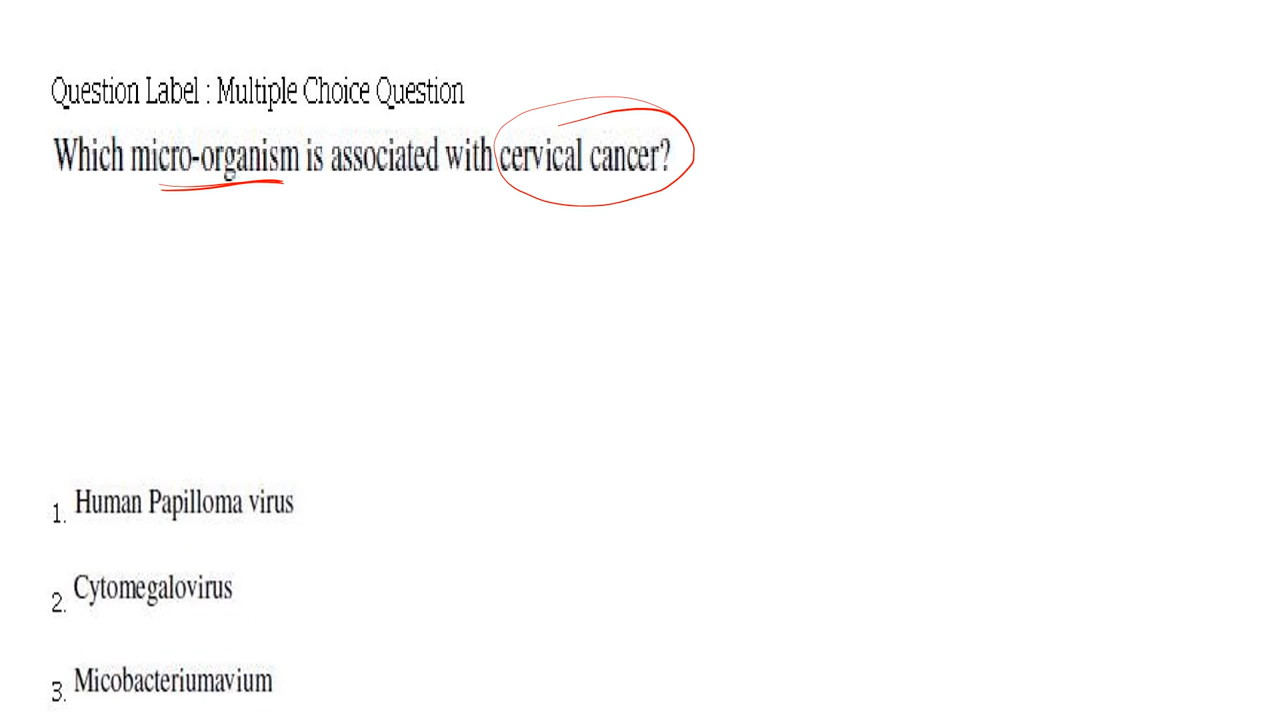 Question Label : Multiple Choice Question
Which micro-organism is associated with cervical cancer?
1. Human Papilloma virus
2. Cytomegalovirus
3. Micobacteriumavium